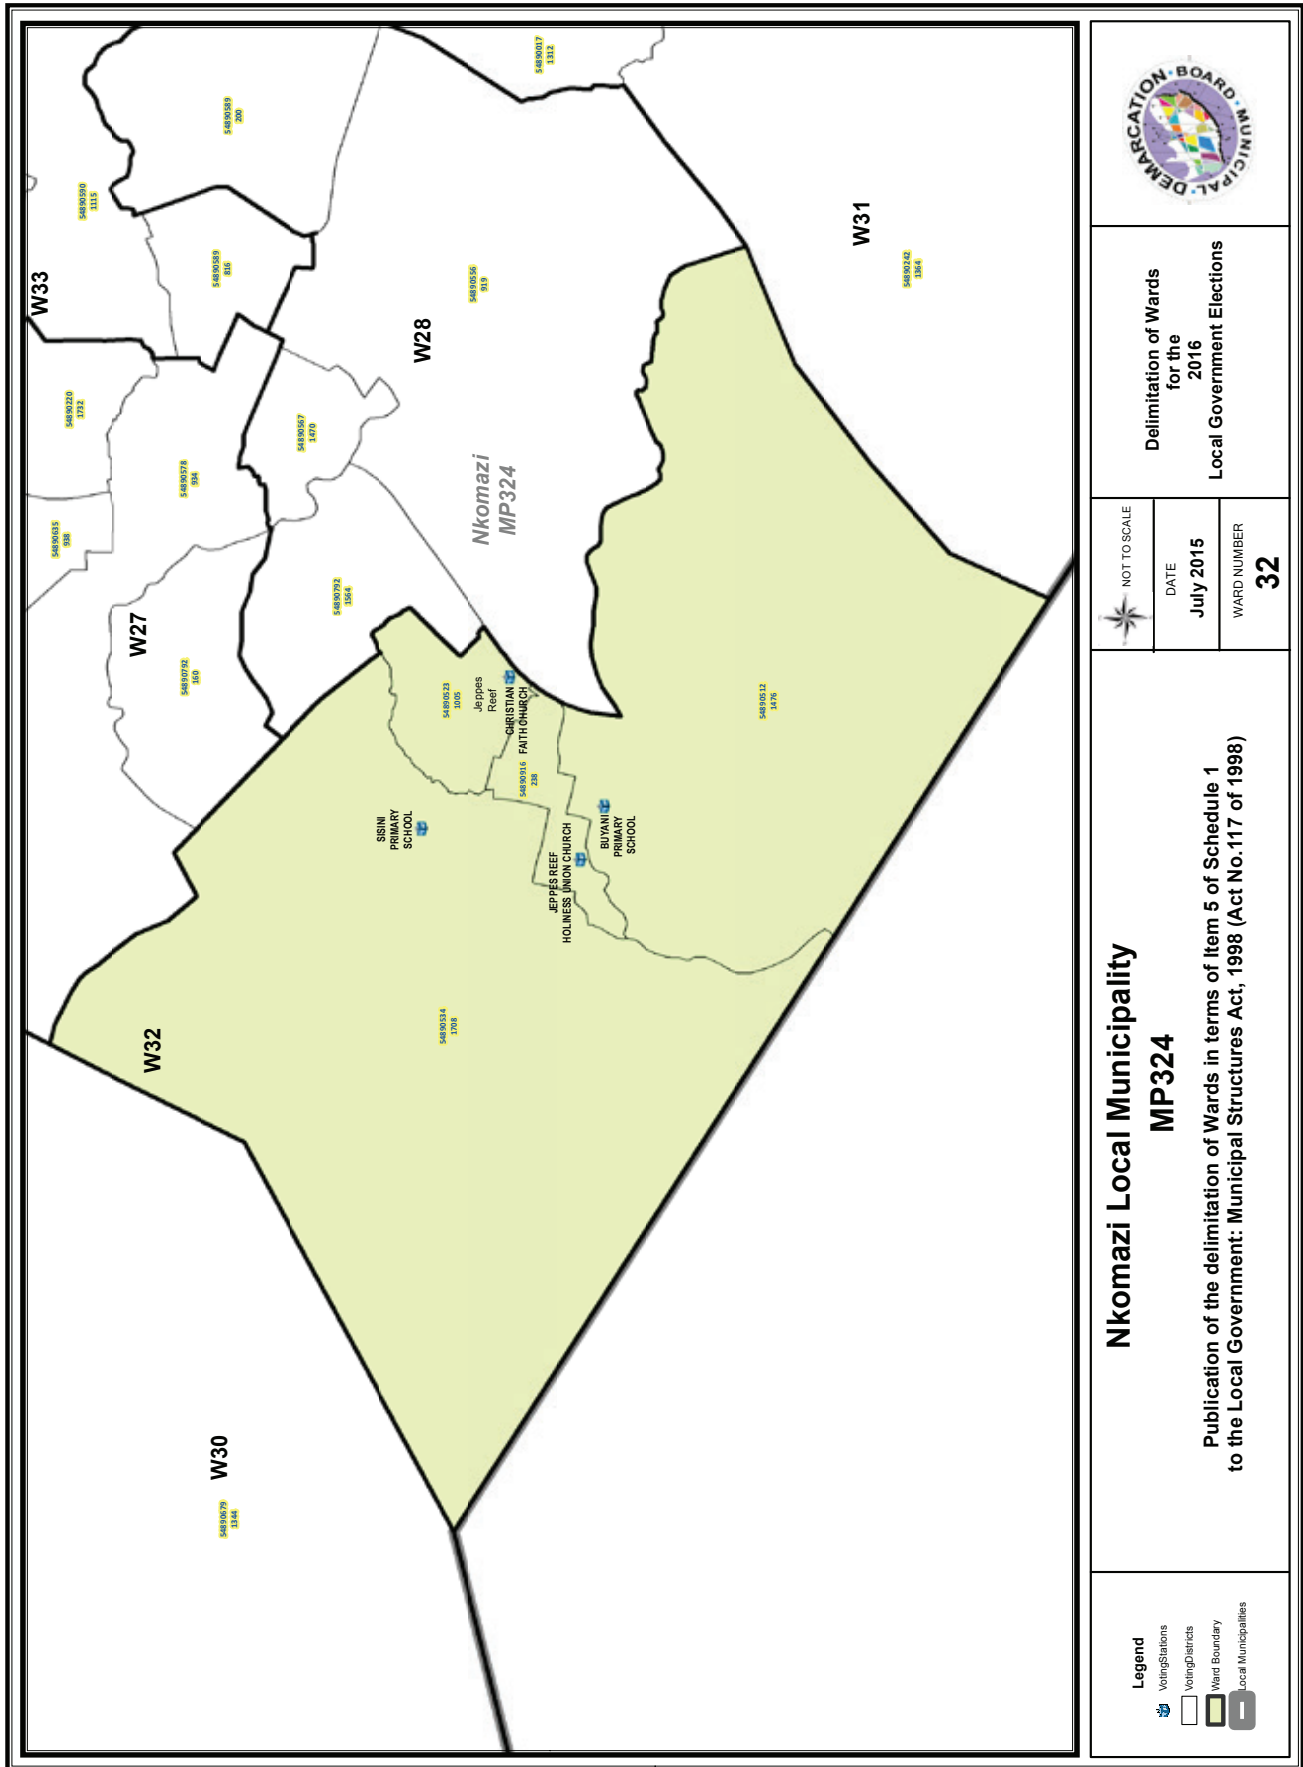 W30
54890679
1344
W32
54890534
1708
SISINI
PRIMARY
SCHOOL
JEPPES REEF
HOLINESS UNION CHURCH
BUYANI
PRIMARY
SCHOOL
54890916
238
CHRISTIAN
FAITH CHURCH
Jeppes
Reef
54890523
1005
54890512
1476
W27
54890792
160
54890792
1564
54890635
938
54890578
934
54890220
1732
54890567
1470
Nkomazi
MP324
W28
54890556
919
W33
54890590
1115
54890589
816
54890589
200
54890017
1312
W31
54890242
1364
Legend
VotingStations
VotingDistricts
Ward Boundary
Local Municipalities
Nkomazi Local Municipality
MP324
Publication of the delimitation of Wards in terms of Item 5 of Schedule 1
to the Local Government: Municipal Structures Act, 1998 (Act No.117 of 1998)
NOT TO SCALE
DATE
July 2015
WARD NUMBER
32
Delimitation of Wards
for the
2016
Local Government Elections
MUNICIPAL · DEMARCATION · BOARD ·